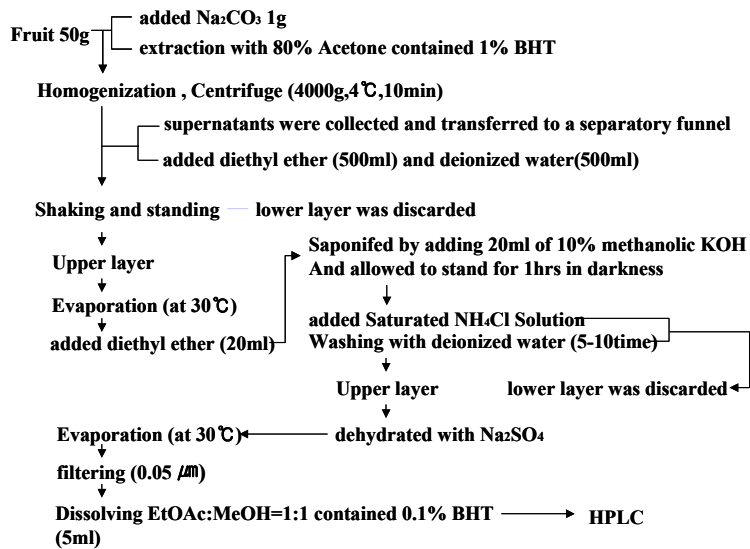 added Na₂CO₃ 1g
Fruit 50g
extraction with 80% Acetone contained 1% BHT
Homogenization , Centrifuge (4000g,4℃,10min)
supernatants were collected and transferred to a separatory funnel
added diethyl ether (500ml) and deionized water(500ml)
Shaking and standing
lower layer was discarded
Upper layer
Evaporation (at 30℃)
added diethyl ether (20ml)
Saponifed by adding 20ml of 10% methanolic KOH
And allowed to stand for 1hrs in darkness
added Saturated NH₄Cl Solution
Washing with deionized water (5-10time)
Upper layer
lower layer was discarded
dehydrated with Na₂SO₄
Evaporation (at 30℃)
filtering (0.05 ㎛)
Dissolving EtOAc:MeOH=1:1 contained 0.1% BHT
(5ml)
HPLC